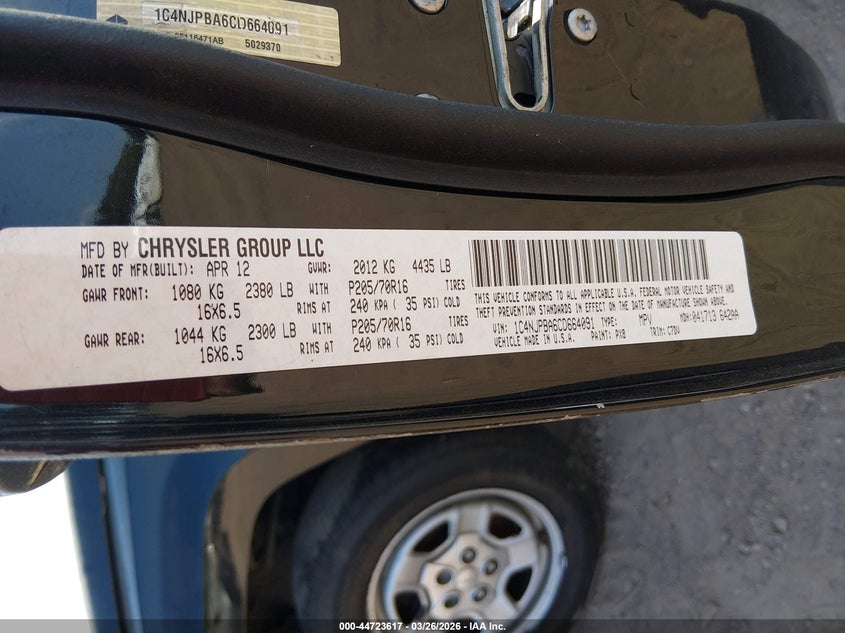 1C4NJPBA6CD664091
68116471AB 5029370
MFD BY CHRYSLER GROUP LLC
DATE OF MFR(BUILT): APR 12 GVWR: 2012 KG 4435 LB
GAWR FRONT: 1080 KG 2380 LB WITH P205/70R16 TIRES
16X6.5 RIMS AT 240 KPA ( 35 PSI) COLD
GAWR REAR: 1044 KG 2300 LB WITH P205/70R16 TIRES
16X6.5 RIMS AT 240 KPA ( 35 PSI) COLD
THIS VEHICLE CONFORMS TO ALL APPLICABLE U.S.A. FEDERAL MOTOR VEHICLE SAFETY AND
THEFT PREVENTION STANDARDS IN EFFECT ON THE DATE OF MANUFACTURE SHOWN ABOVE.
VIN: 1C4NJPBA6CD664091 TYPE: MPV MDH: 041713 642AA
VEHICLE MADE IN U.S.A. PAINT: PXB TRIM: C7DV
000-44723617 - 03/26/2026 - IAA Inc.